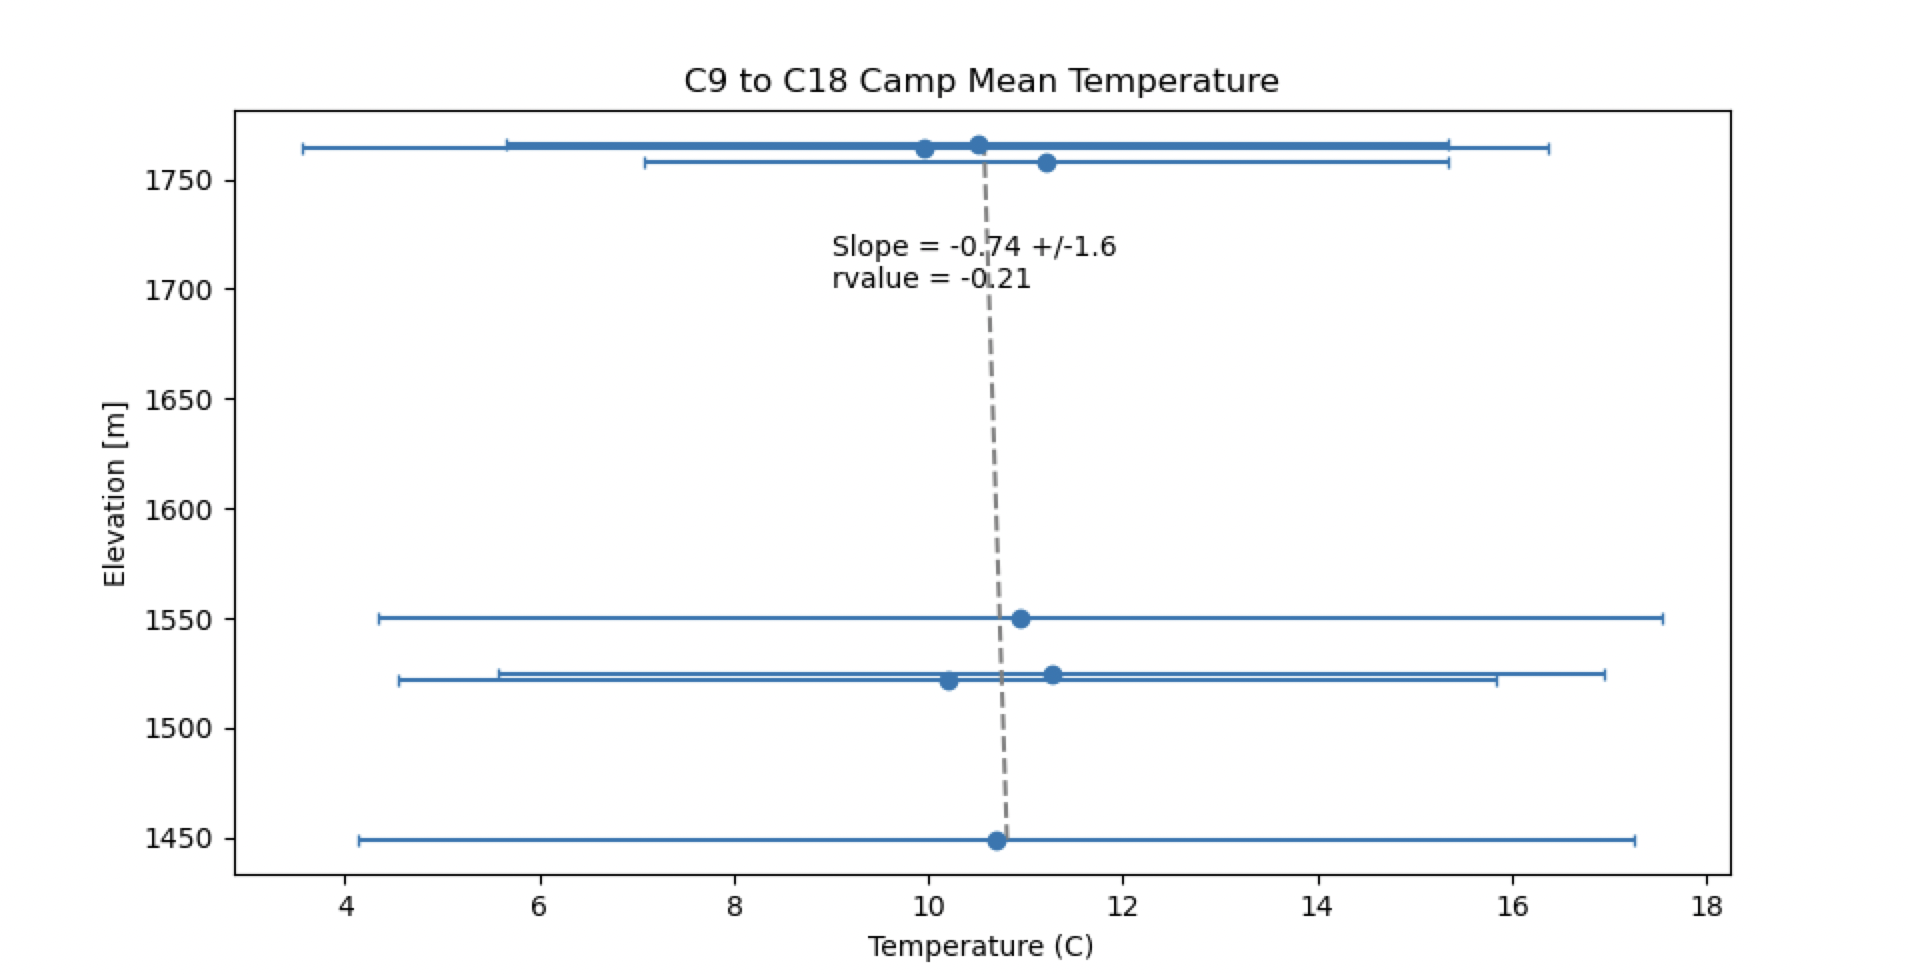 C9 to C18 Camp Mean Temperature
1750
1700
1650
1600
1550
1500
1450
Elevation [m]
Slope = -0.74 +/-1.6
rvalue = -0.21
4 6 8 10 12 14 16 18
Temperature (C)